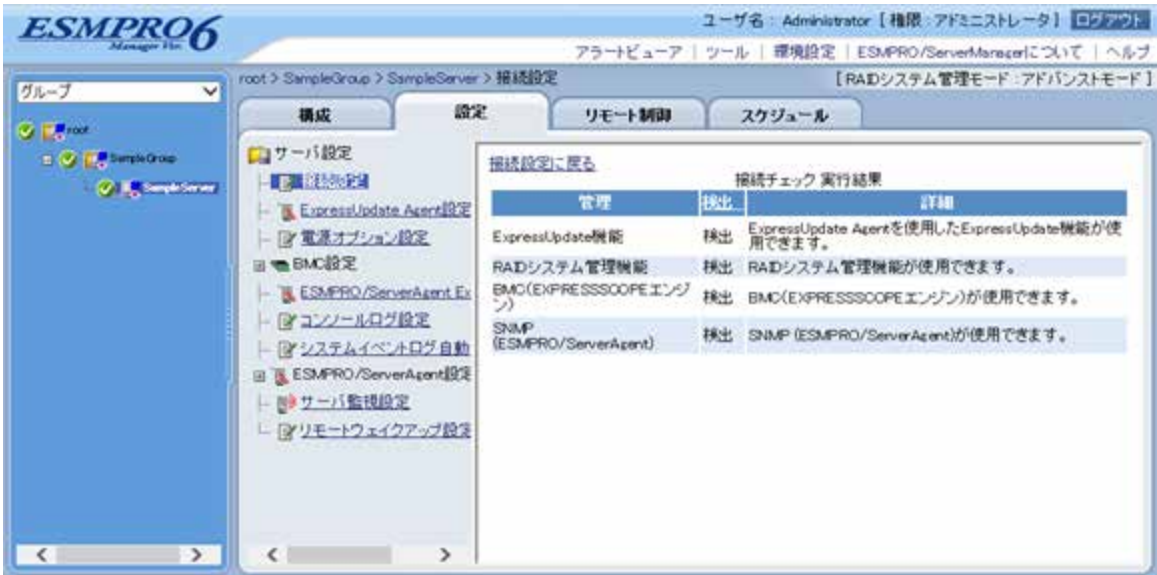 ESMPRO6
Manager Ver.
ユーザ名 : Administrator [ 権限 : アドミニストレータ ] ログアウト
アラートビューア | ツール | 環境設定 | ESMPRO/ServerManagerについて | ヘルプ
グループ
root
SampleGroup
SampleServer
root > SampleGroup > SampleServer > 接続設定
[ RAIDシステム管理モード : アドバンストモード ]
構成
設定
リモート制御
スケジュール
サーバ設定
接続設定
ExpressUpdate Agent設定
電源オプション設定
BMC設定
ESMPRO/ServerAgent Ex
コンソールログ設定
システムイベントログ自動
ESMPRO/ServerAgent設定
サーバ監視設定
リモートウェイクアップ設定
接続設定に戻る
接続チェック 実行結果
管理 検出 詳細
ExpressUpdate機能 検出 ExpressUpdate Agentを使用したExpressUpdate機能が使
用できます。
RAIDシステム管理機能 検出 RAIDシステム管理機能が使用できます。
BMC(EXPRESSSCOPEエンジ
ン) 検出 BMC(EXPRESSSCOPEエンジン)が使用できます。
SNMP
(ESMPRO/ServerAgent) 検出 SNMP (ESMPRO/ServerAgent)が使用できます。